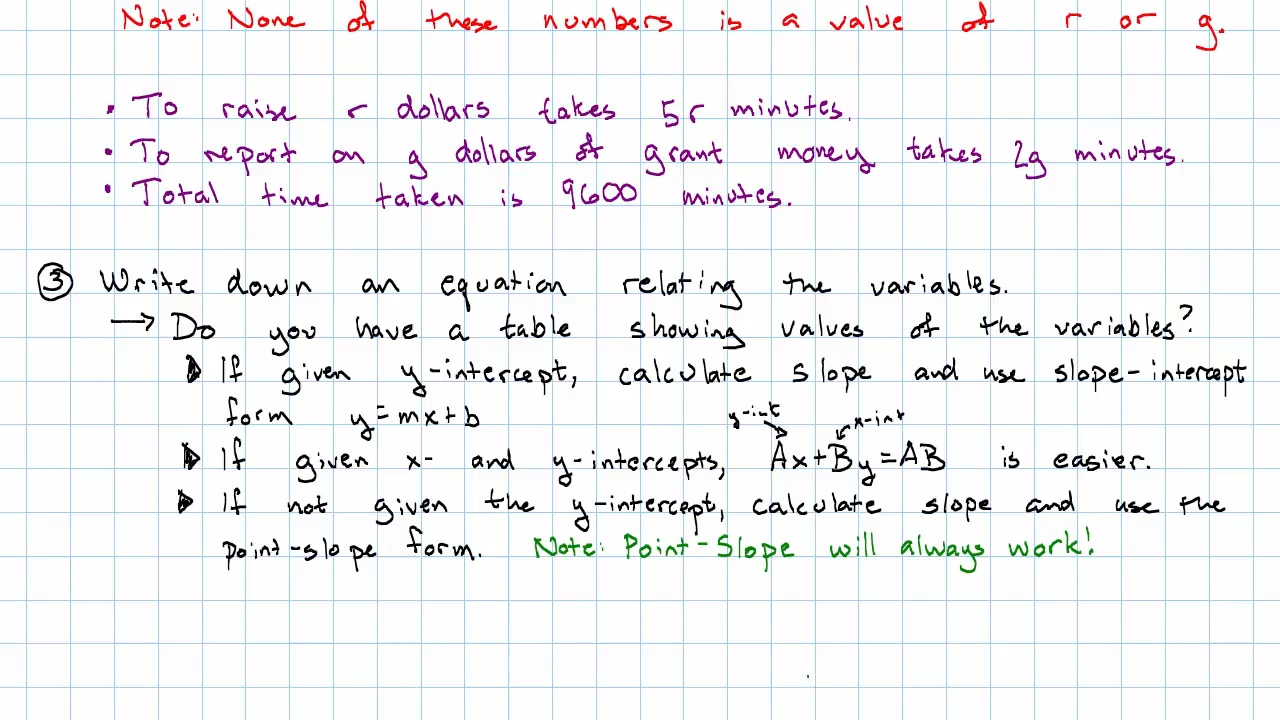 Note: None of these numbers is a value of r or g.
• To raise r dollars takes 5r minutes.
• To report on g dollars of grant money takes 2g minutes.
• Total time taken is 9600 minutes.
③ Write down an equation relating the variables.
→ Do you have a table showing values of the variables?
▸ If given y-intercept, calculate slope and use slope-intercept
form y=mx+b
y-int x-int
▸ If given x- and y-intercepts, Ax+By=AB is easier.
▸ If not given the y-intercept, calculate slope and use the
point-slope form. Note: Point-Slope will always work!